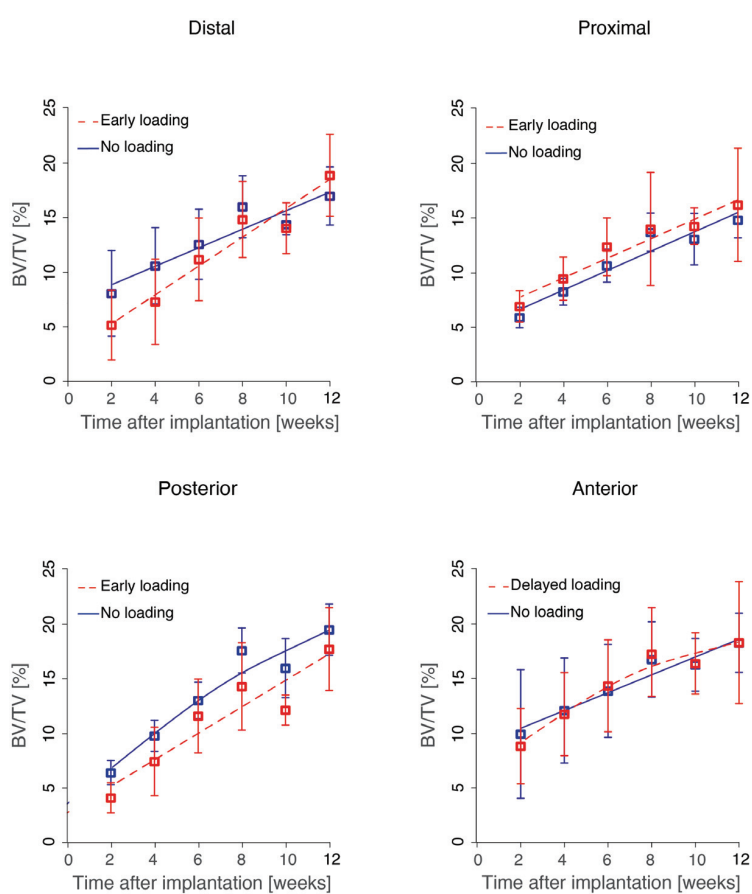 Distal
25
20
15
10
5
0
BV/TV [%]
Early loading
No loading
0 2 4 6 8 10 12
Time after implantation [weeks]
Proximal
25
20
15
10
5
0
BV/TV [%]
Early loading
No loading
0 2 4 6 8 10 12
Time after implantation [weeks]
Posterior
25
20
15
10
5
0
BV/TV [%]
Early loading
No loading
0 2 4 6 8 10 12
Time after implantation [weeks]
Anterior
25
20
15
10
5
0
BV/TV [%]
Delayed loading
No loading
0 2 4 6 8 10 12
Time after implantation [weeks]